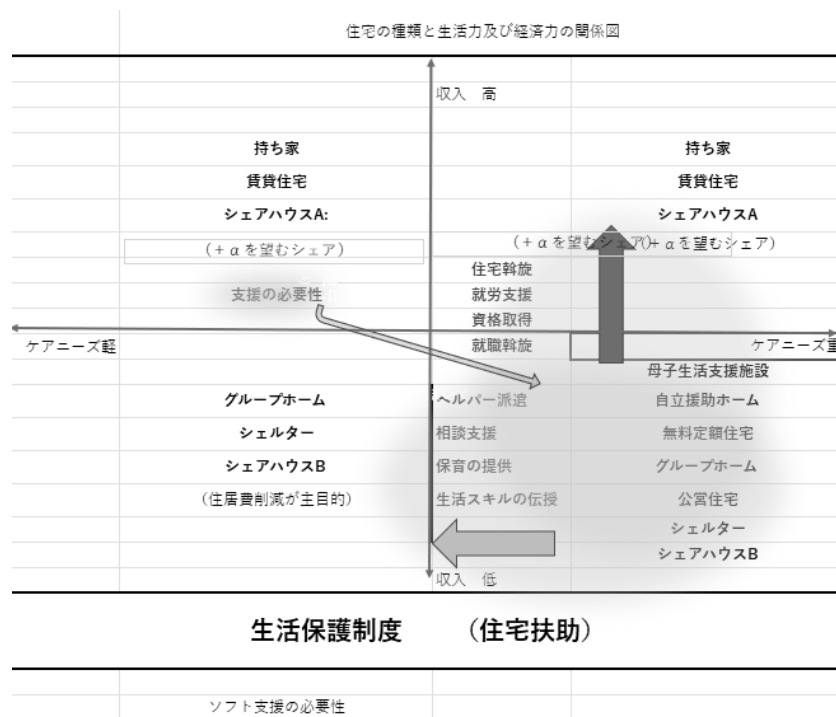 住宅の種類と生活力及び経済力の関係図
収入 高
持ち家 持ち家
賃貸住宅 賃貸住宅
シェアハウスA: シェアハウスA
(+αを望むシェア) (+αを望むシェア) (+αを望むシェア)
住宅斡旋
支援の必要性 就労支援
資格取得
ケアニーズ軽 就職斡旋 ケアニーズ重
母子生活支援施設
グループホーム ヘルパー派遣 自立援助ホーム
シェルター 相談支援 無料定額住宅
シェアハウスB 保育の提供 グループホーム
(住居費削減が主目的) 生活スキルの伝授 公営住宅
シェルター
シェアハウスB
収入 低
生活保護制度 (住宅扶助)
ソフト支援の必要性